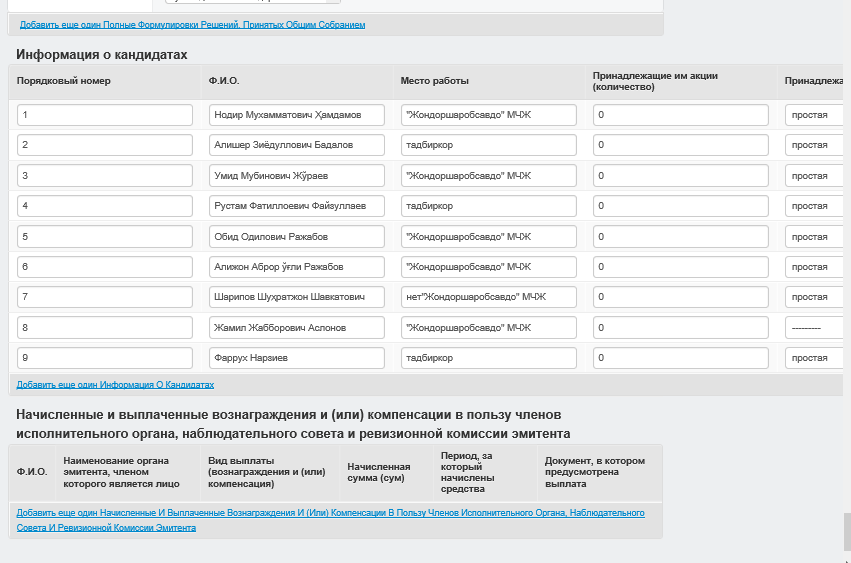 Добавить еще один Полные Формулировки Решений, Принятых Общим Собранием
Информация о кандидатах
Порядковый номер Ф.И.О. Место работы Принадлежащие им акции (количество) Принадлежа
1 Нодир Мухамматович Ҳамдамов "Жондоршаробсавдо" МЧЖ 0 простая
2 Алишер Зиёдуллович Бадалов тадбиркор 0 простая
3 Умид Мубинович Жўраев "Жондоршаробсавдо" МЧЖ 0 простая
4 Рустам Фатиллоевич Файзуллаев тадбиркор 0 простая
5 Обид Одилович Ражабов "Жондоршаробсавдо" МЧЖ 0 простая
6 Алижон Аброр ўғли Ражабов "Жондоршаробсавдо" МЧЖ 0 простая
7 Шарипов Шуҳратжон Шавкатович нет"Жондоршаробсавдо" МЧЖ 0 простая
8 Жамил Жабборович Аслонов "Жондоршаробсавдо" МЧЖ 0 ---------
9 Фаррух Нарзиев тадбиркор 0 простая
Добавить еще один Информация О Кандидатах
Начисленные и выплаченные вознаграждения и (или) компенсации в пользу членов
исполнительного органа, наблюдательного совета и ревизионной комиссии эмитента
Ф.И.О. Наименование органа эмитента, членом которого является лицо Вид выплаты (вознаграждения и (или) компенсация) Начисленная сумма (сум) Период, за который начислены средства Документ, в котором предусмотрена выплата
Добавить еще один Начисленные И Выплаченные Вознаграждения И (Или) Компенсации В Пользу Членов Исполнительного Органа, Наблюдательного
Совета И Ревизионной Комиссии Эмитента